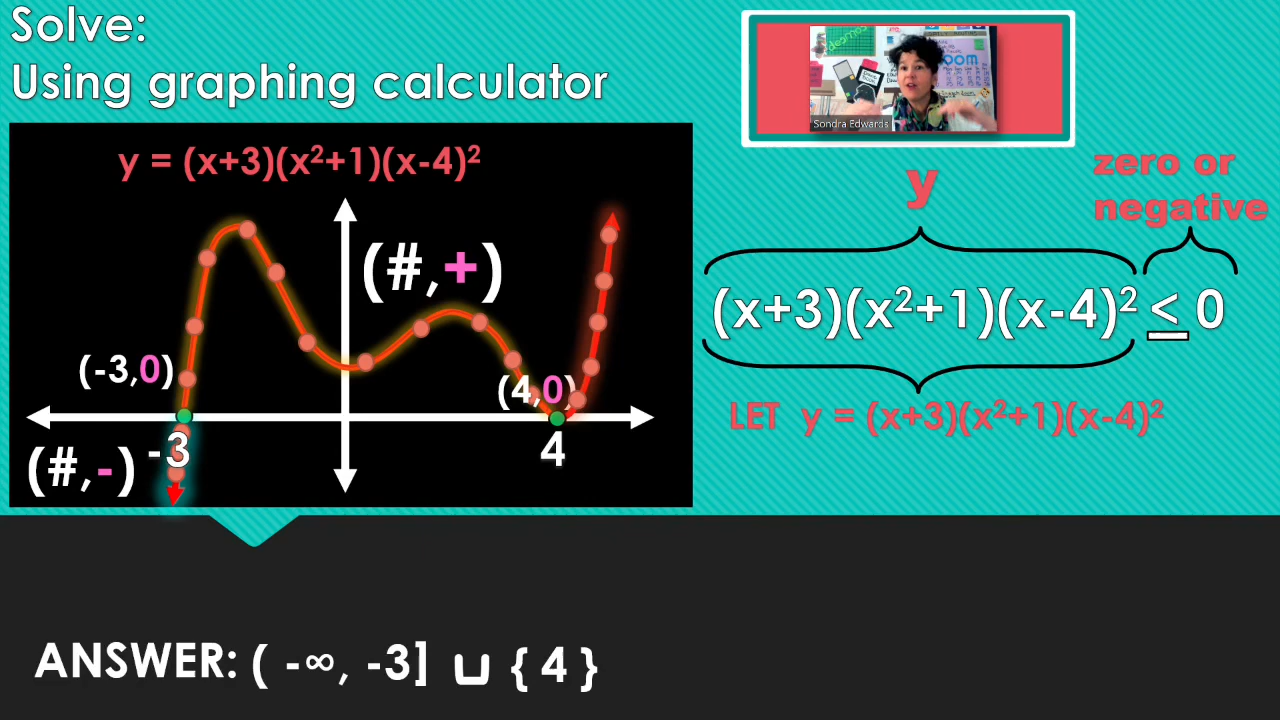 Solve:
Using graphing calculator
y = (x+3)(x²+1)(x-4)²
(#,+)
(-3,0)
(4,0)
-3
4
(#,-)
Sondra Edwards
zero or
negative
y
(x+3)(x²+1)(x-4)² ≤ 0
LET y = (x+3)(x²+1)(x-4)²
ANSWER: ( -∞, -3] ∪ { 4 }